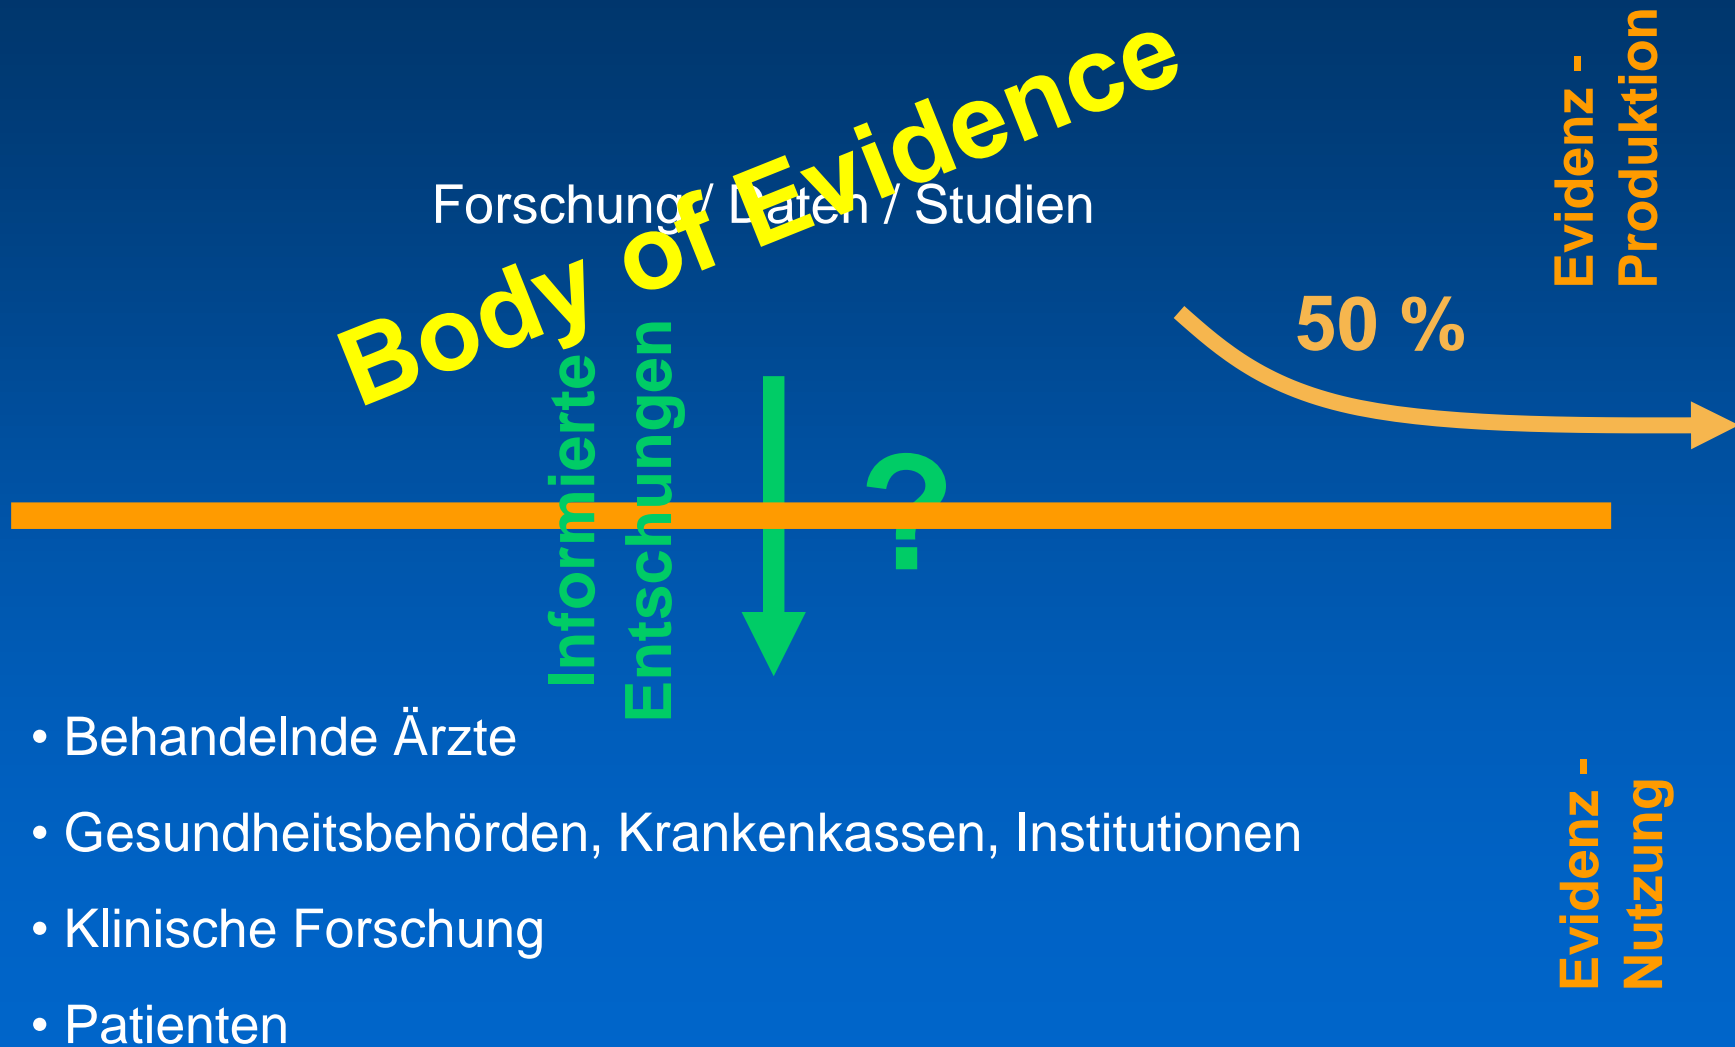 Evidenz -
Produktion
Body of Evidence
Forschung / Daten / Studien
50 %
Informierte
Entschungen
?
• Behandelnde Ärzte
• Gesundheitsbehörden, Krankenkassen, Institutionen
• Klinische Forschung
• Patienten
Evidenz -
Nutzung